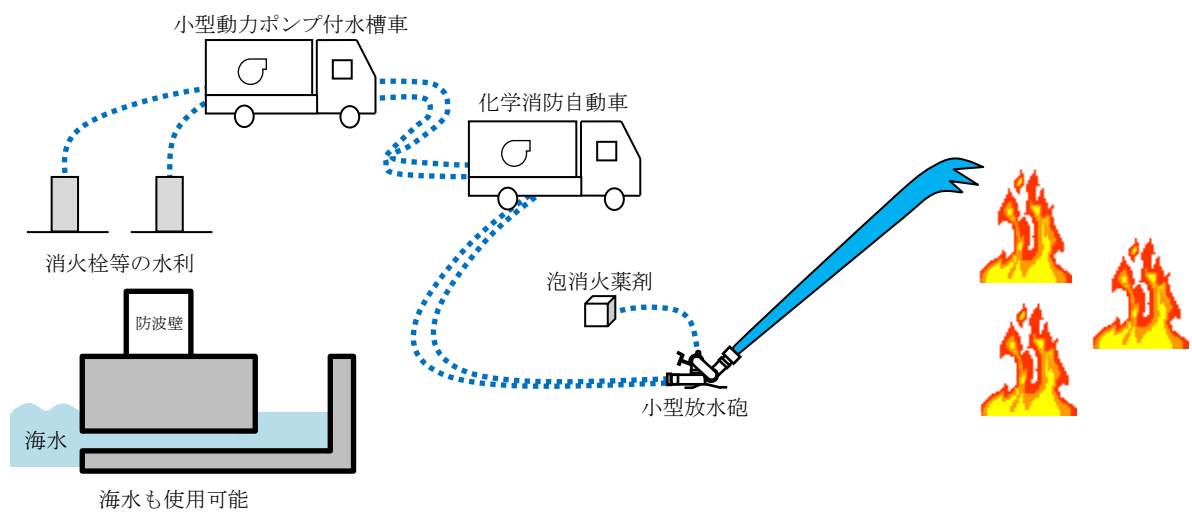 小型動力ポンプ付水槽車
化学消防自動車
消火栓等の水利
泡消火薬剤
防波壁
小型放水砲
海水
海水も使用可能